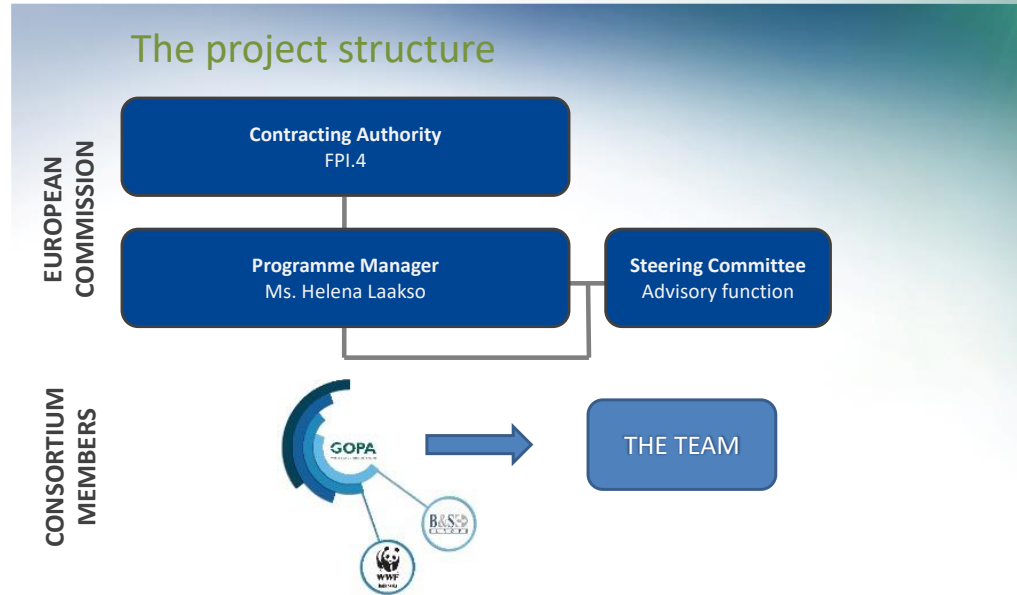 The project structure
EUROPEAN
COMMISSION
Contracting Authority
FPI.4
Programme Manager
Ms. Helena Laakso
Steering Committee
Advisory function
CONSORTIUM
MEMBERS
GOPA
B&S
WWF
THE TEAM